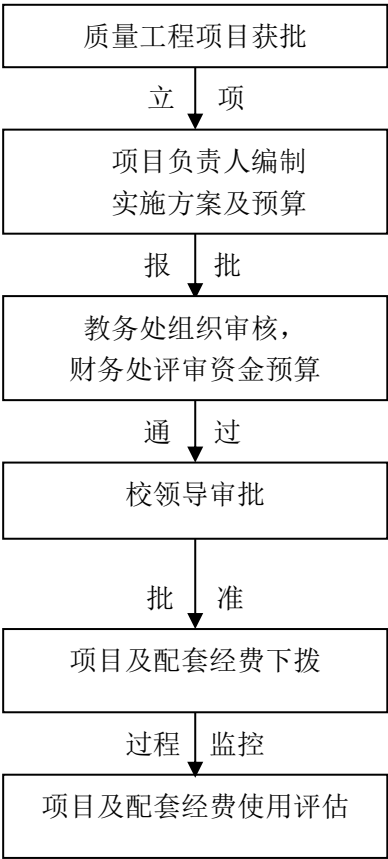 质量工程项目获批
立 项
项目负责人编制
实施方案及预算
报 批
教务处组织审核，
财务处评审资金预算
通 过
校领导审批
批 准
项目及配套经费下拨
过程 监控
项目及配套经费使用评估